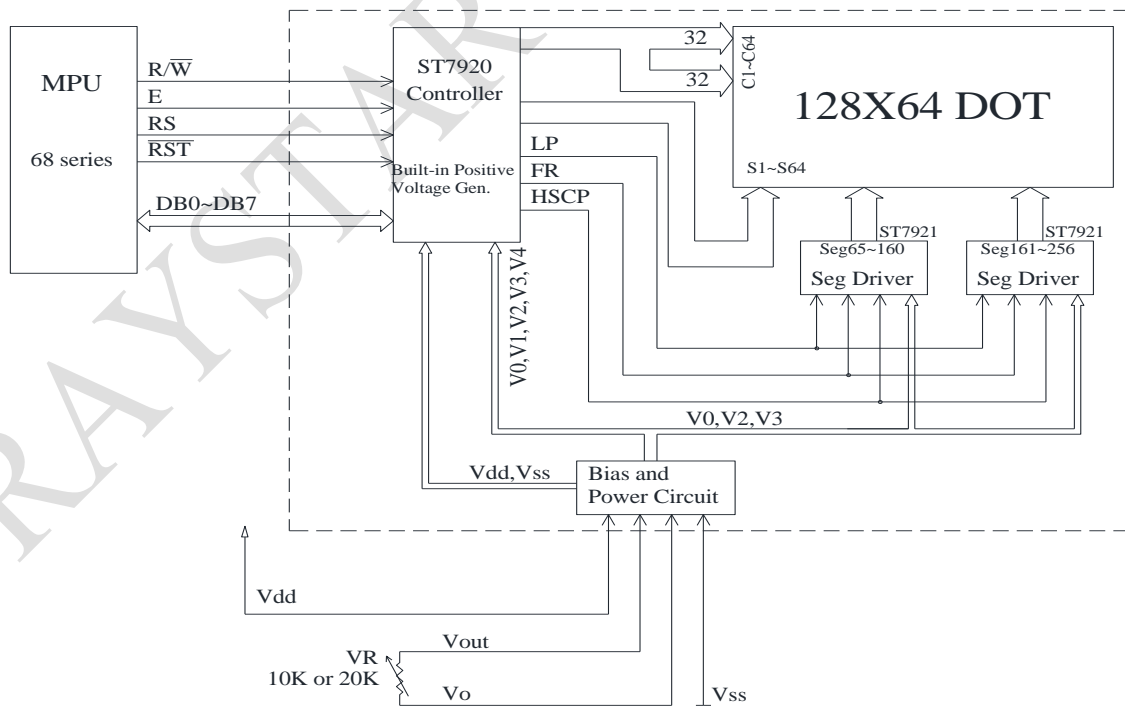 RAYSTAR
MPU
68 series
R/W̅
E
RS
R̅S̅T̅
DB0~DB7
ST7920
Controller
Built-in Positive
Voltage Gen.
LP
FR
HSCP
32
32
C1~C64
128X64 DOT
S1~S64
ST7921
Seg65~160
Seg Driver
ST7921
Seg161~256
Seg Driver
V0,V1,V2,V3,V4
V0,V2,V3
Vdd,Vss
Bias and
Power Circuit
Vdd
Vout
VR
10K or 20K
Vo
Vss